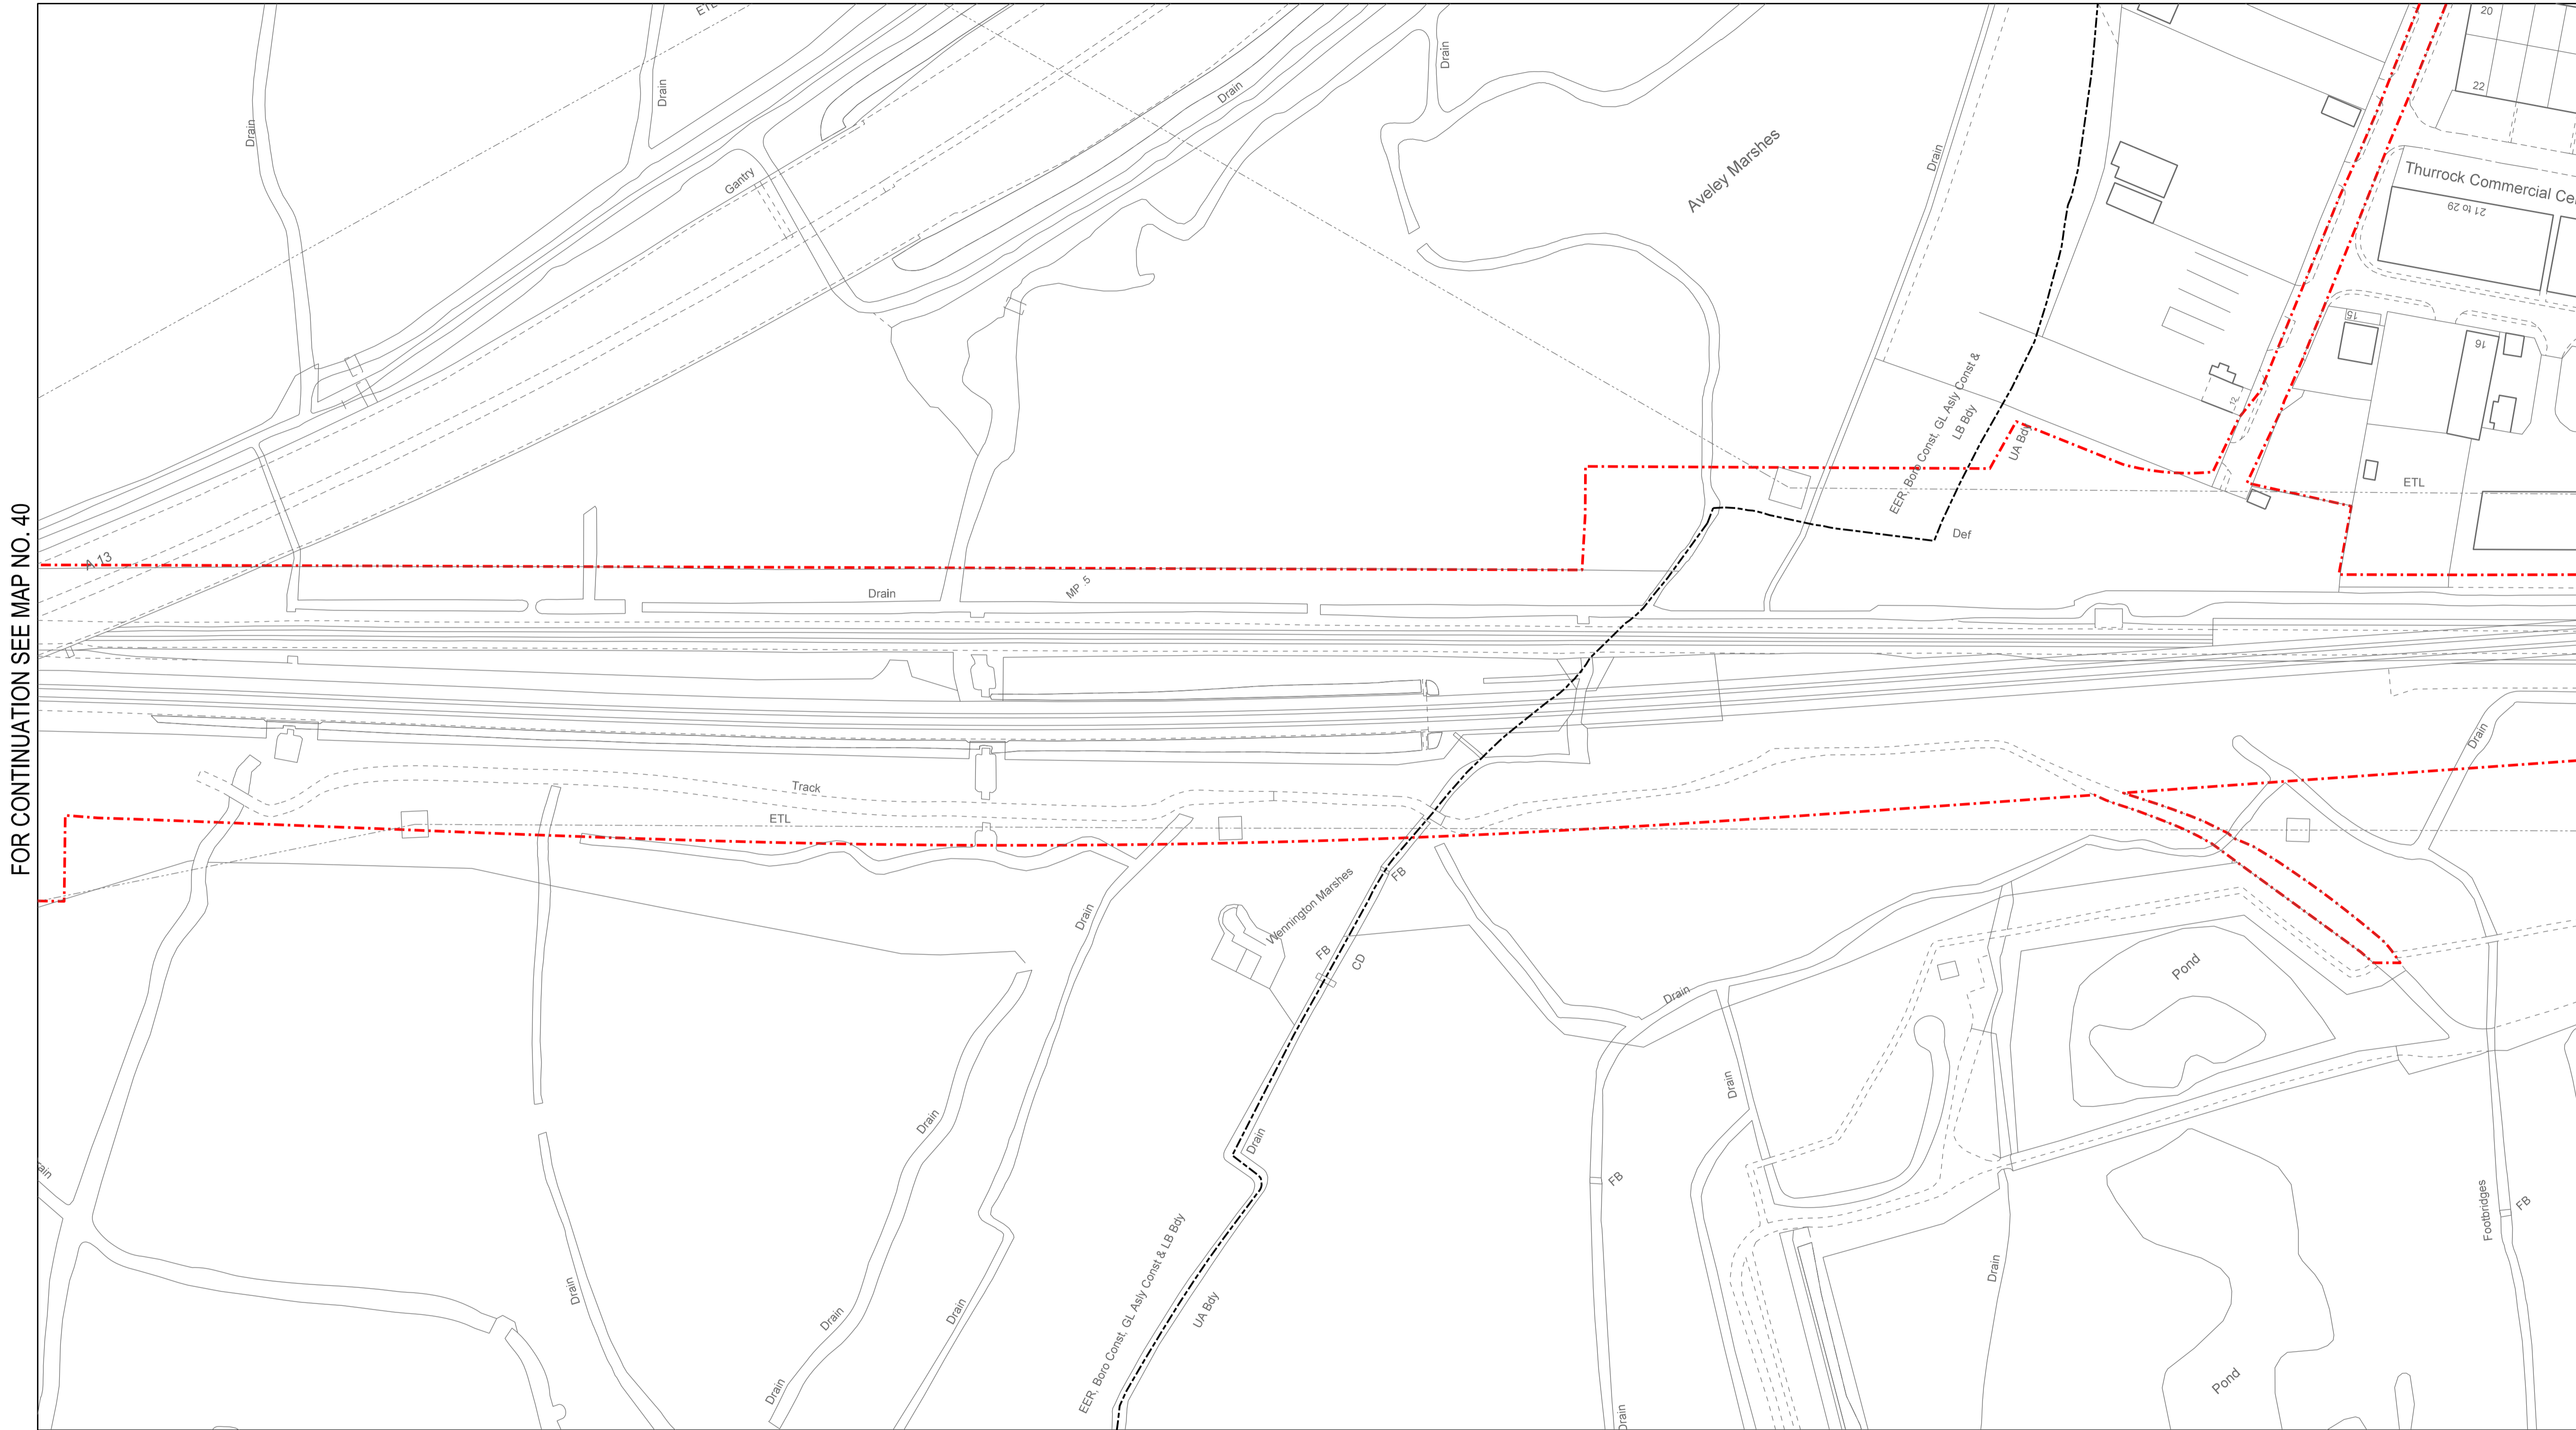 FOR CONTINUATION SEE MAP NO. 40
Drain
Drain
Gantry
Drain
Drain
Aveley Marshes
Drain
20
22
Thurrock Commercial Ce
21 to 29
15
16
12
EER, Boro Const, GL Asly Const &
LB Bdy
UA Bdy
ETL
Def
A 13
Drain
MP .5
Track
ETL
Drain
FB
Wennington Marshes
FB
CD
Drain
Drain
Pond
Drain
Drain
Drain
Drain
FB
Footbridges
FB
Drain
Drain
Drain
Drain
Drain
EER, Boro Const, GL Asly Const & LB Bdy
UA Bdy
Drain
Pond